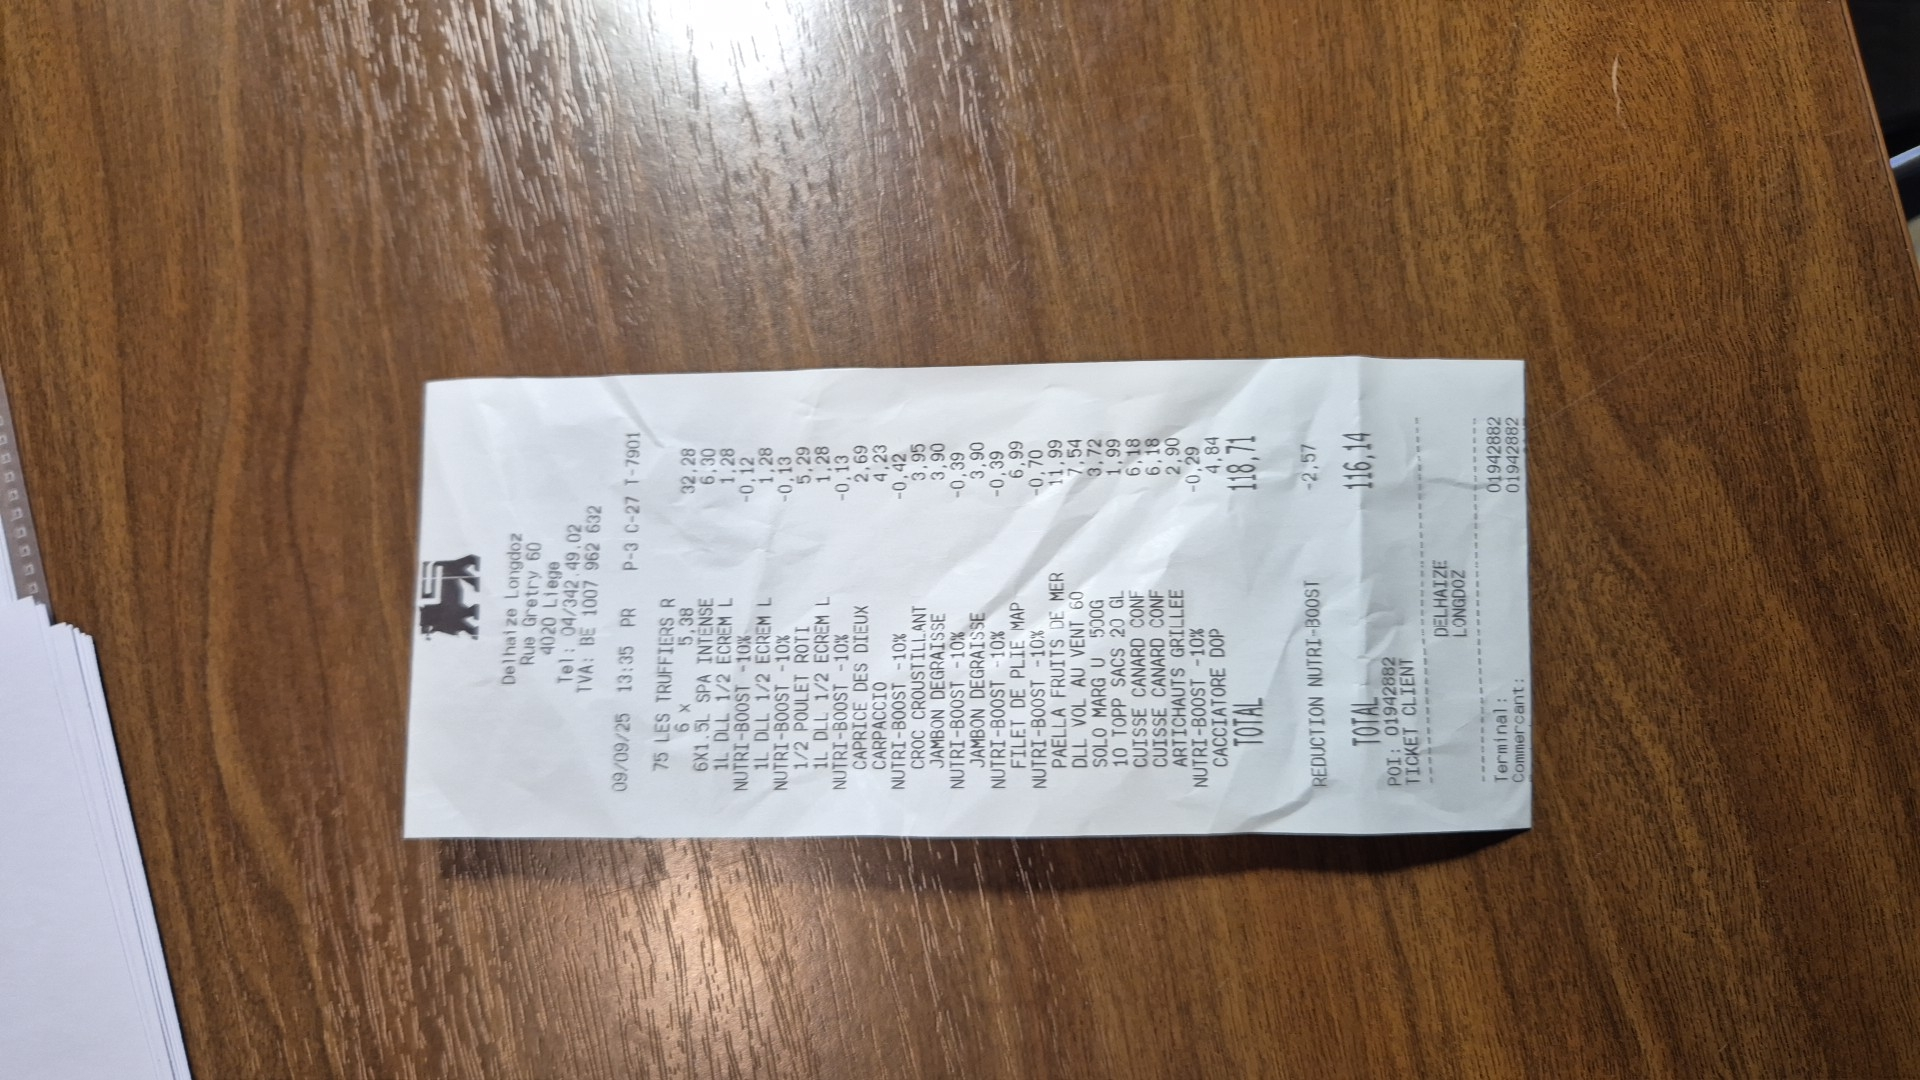 Delhaize Longdoz
Rue Gretry 60
4020 Liege
Tel: 04/342.49.02
TVA: BE 1007 962 632
09/09/25 13:35 PR P-3 C-27 T-7901
75 LES TRUFFIERS R
6 X 5,38 32,28
6X1.5L SPA INTENSE 6,30
1L DLL 1/2 ECREM L 1,28
NUTRI-BOOST -10% -0,12
1L DLL 1/2 ECREM L 1,28
NUTRI-BOOST -10% -0,13
1/2 POULET ROTI 5,29
1L DLL 1/2 ECREM L 1,28
NUTRI-BOOST -10% -0,13
CAPRICE DES DIEUX 2,69
CARPACCIO 4,23
NUTRI-BOOST -10% -0,42
CROC CROUSTILLANT 3,95
JAMBON DEGRAISSE 3,90
NUTRI-BOOST -10% -0,39
JAMBON DEGRAISSE 3,90
NUTRI-BOOST -10% -0,39
FILET DE PLIE MAP 6,99
NUTRI-BOOST -10% -0,70
PAELLA FRUITS DE MER 11,99
DLL VOL AU VENT 60 7,54
SOLO MARG U 500G 3,72
10 TOPP SACS 20 GL 1,99
CUISSE CANARD CONF 6,18
CUISSE CANARD CONF 6,18
ARTICHAUTS GRILLEE 2,90
NUTRI-BOOST -10% -0,29
CACCIATORE DOP 4,84
TOTAL 118,71
REDUCTION NUTRI-BOOST -2,57
TOTAL 116,14
POI: 01942882
TICKET CLIENT
DELHAIZE
LONGDOZ
Terminal: 01942882
Commercant: 01942882